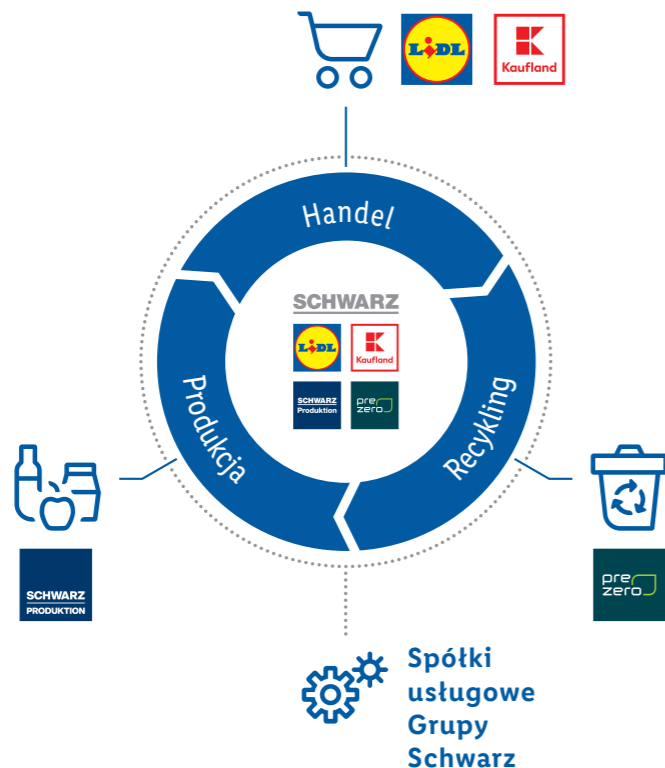 LIDL
Kaufland
Handel
SCHWARZ
LIDL
Kaufland
SCHWARZ
Produktion
pre
zero
Produkcja
Recykling
SCHWARZ
PRODUKTION
pre
zero
Spółki
usługowe
Grupy
Schwarz